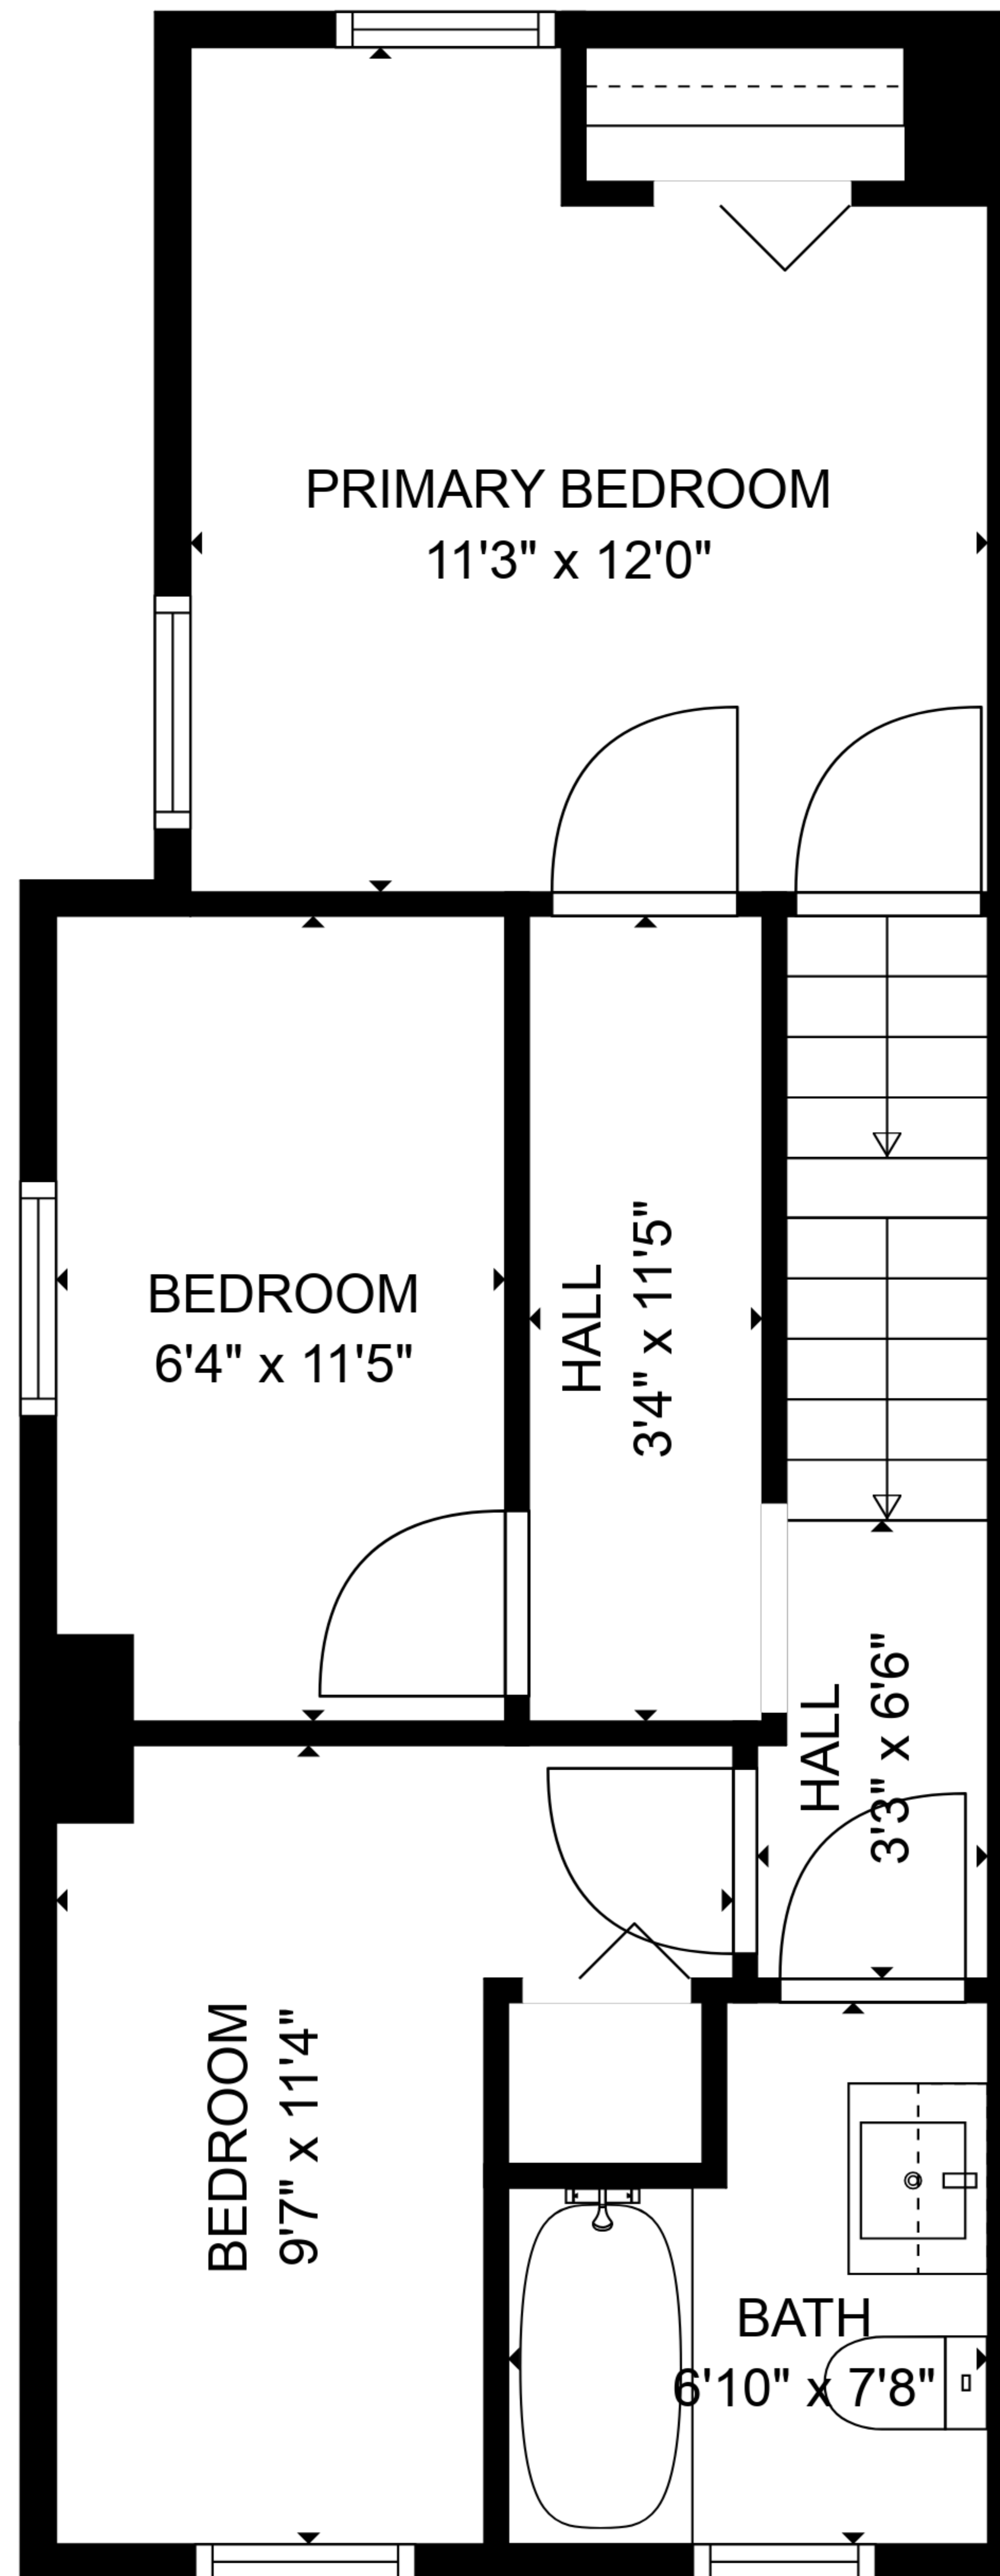 PRIMARY BEDROOM
11'3" x 12'0"
BEDROOM
6'4" x 11'5"
HALL
3'4" x 11'5"
HALL
3'3" x 6'6"
BEDROOM
9'7" x 11'4"
BATH
6'10" x 7'8"